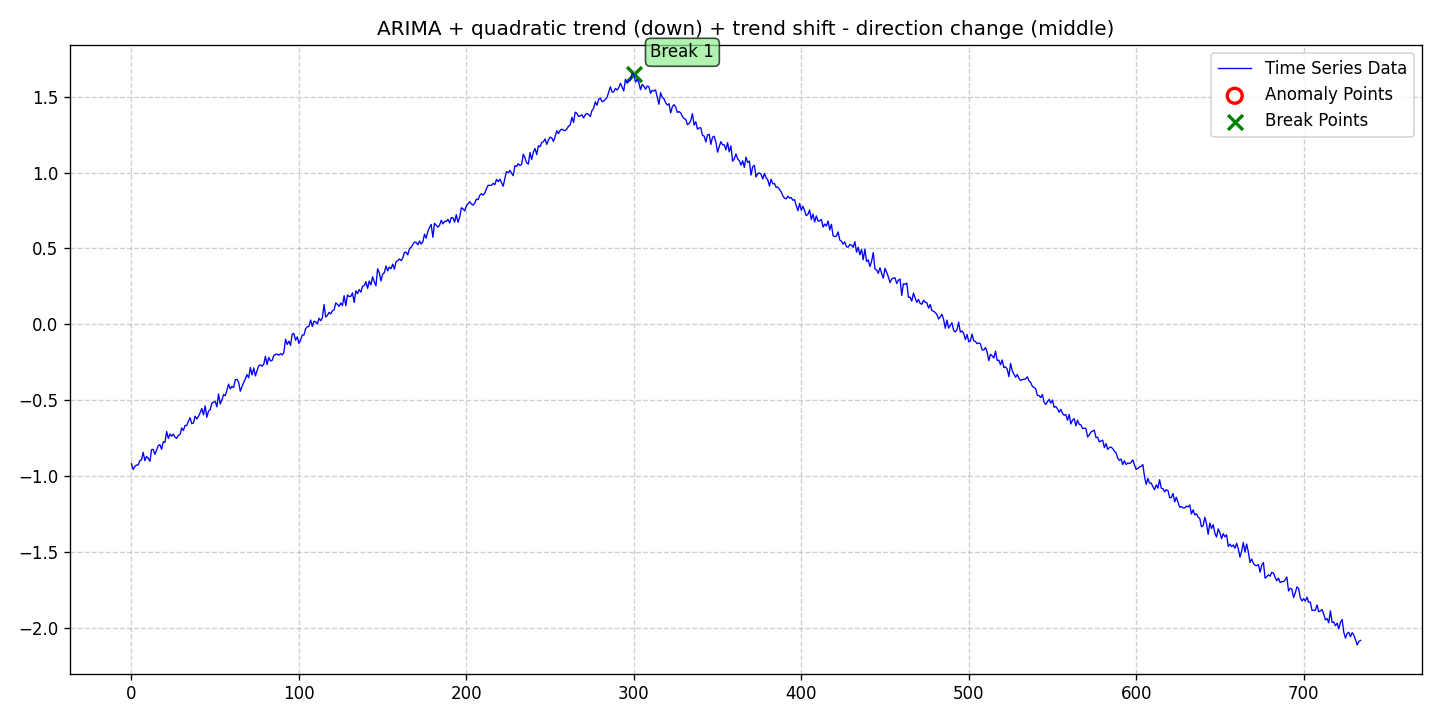 ARIMA + quadratic trend (down) + trend shift - direction change (middle)
Break 1
Time Series Data
Anomaly Points
Break Points
1.5
1.0
0.5
0.0
−0.5
−1.0
−1.5
−2.0
0 100 200 300 400 500 600 700